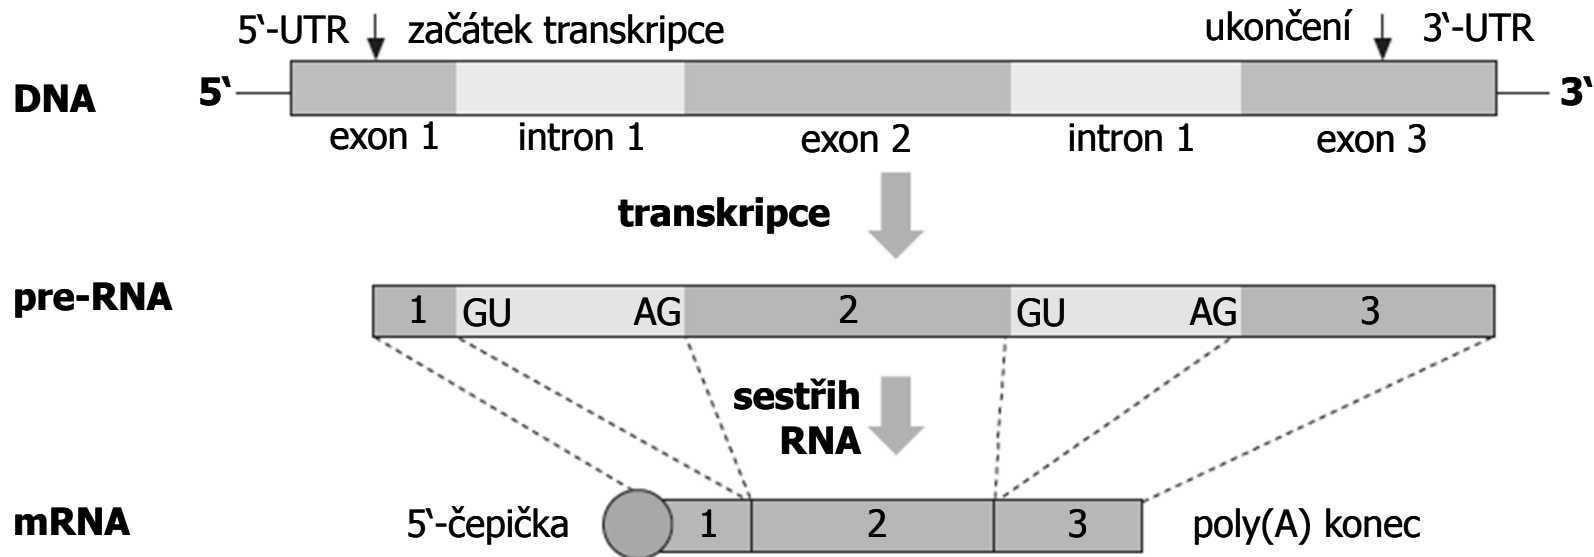 5‘-UTR začátek transkripce ukončení 3‘-UTR
DNA 5‘ 3‘
exon 1 intron 1 exon 2 intron 1 exon 3
transkripce
pre-RNA 1 GU AG 2 GU AG 3
sestřih
RNA
mRNA 5‘-čepička 1 2 3 poly(A) konec